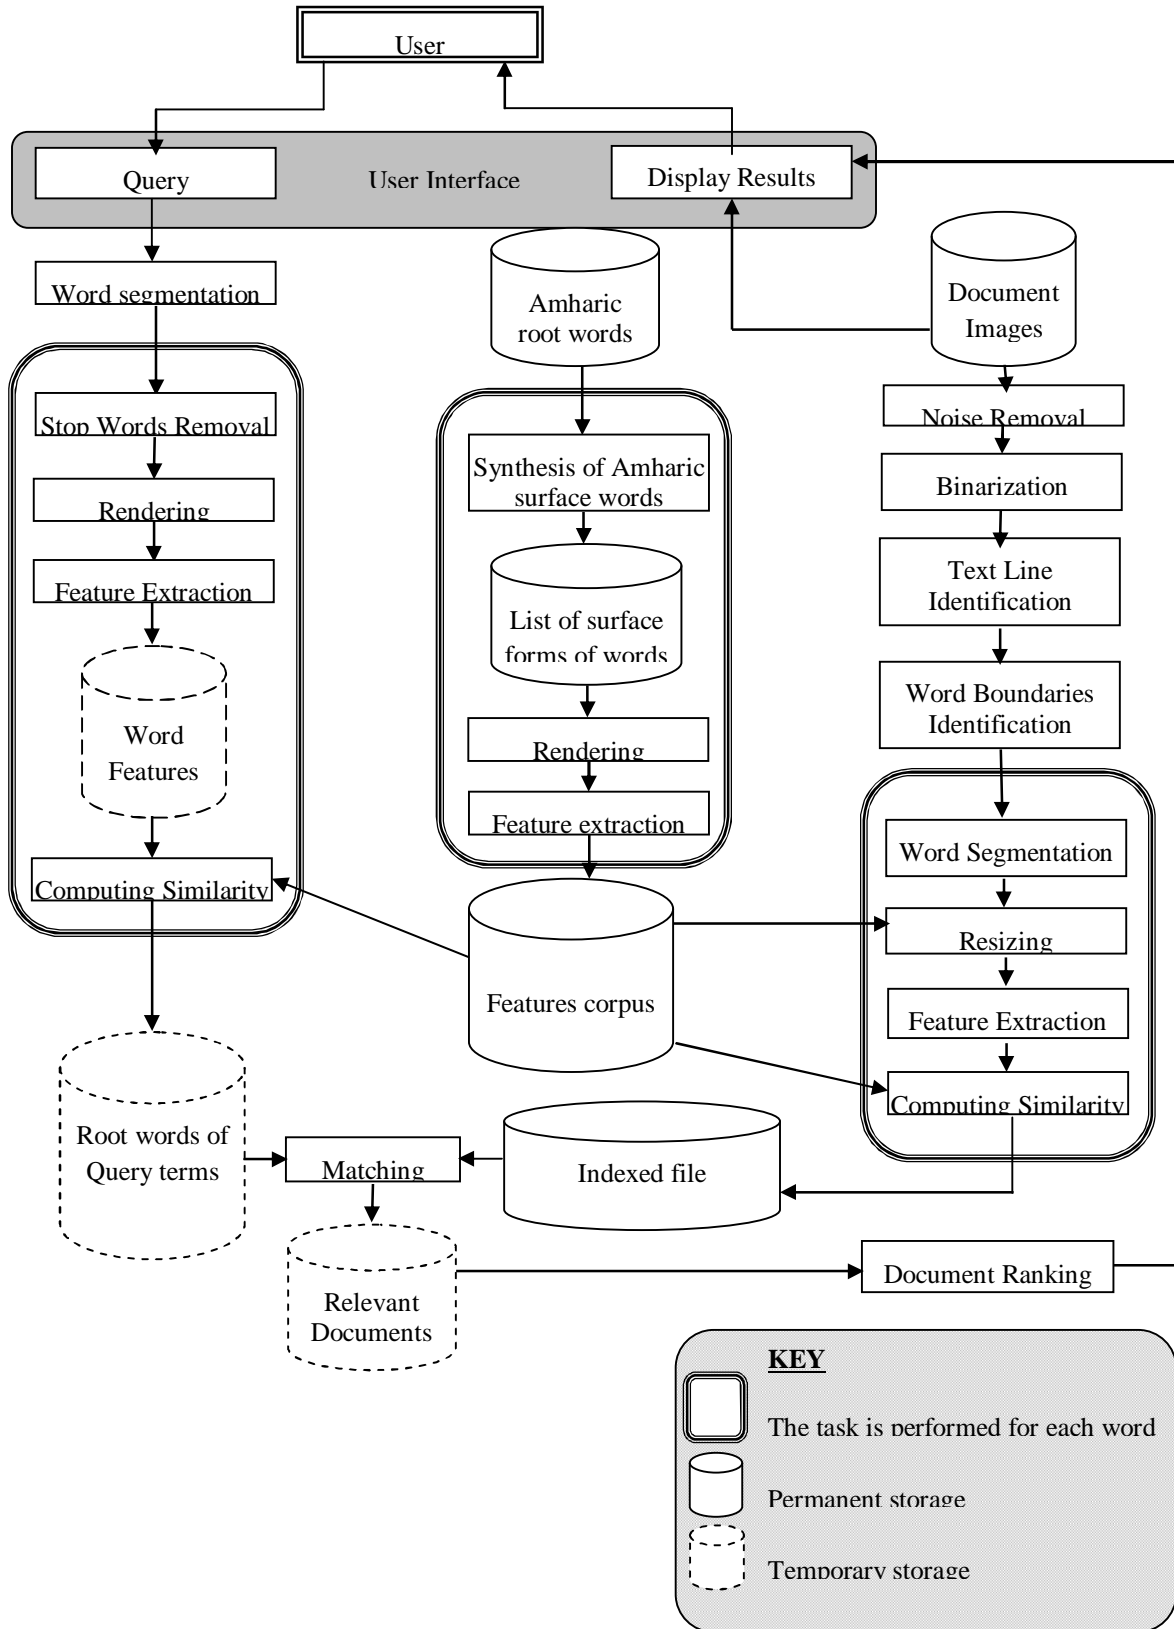 User
Query
User Interface
Display Results
Word segmentation
Stop Words Removal
Rendering
Feature Extraction
Word
Features
Computing Similarity
Root words of
Query terms
Amharic
root words
Synthesis of Amharic
surface words
List of surface
forms of words
Rendering
Feature extraction
Features corpus
Document
Images
Noise Removal
Binarization
Text Line
Identification
Word Boundaries
Identification
Word Segmentation
Resizing
Feature Extraction
Computing Similarity
Matching
Indexed file
Relevant
Documents
Document Ranking
KEY
The task is performed for each word
Permanent storage
Temporary storage